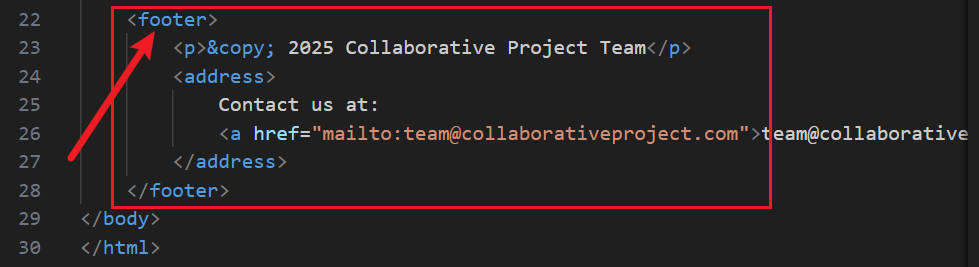 22 <footer>
23 <p>&copy; 2025 Collaborative Project Team</p>
24 <address>
25 Contact us at:
26 <a href="mailto:team@collaborativeproject.com">team@collaborative
27 </address>
28 </footer>
29 </body>
30 </html>